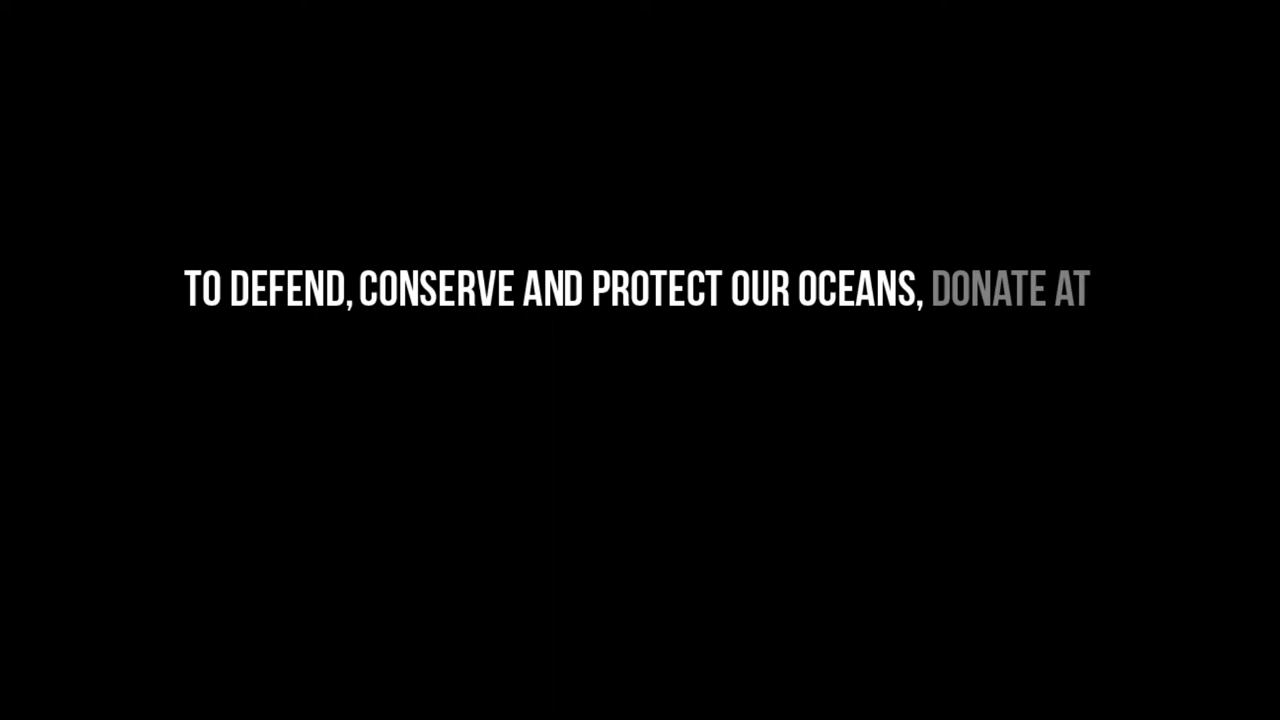 TO DEFEND, CONSERVE AND PROTECT OUR OCEANS, DONATE AT